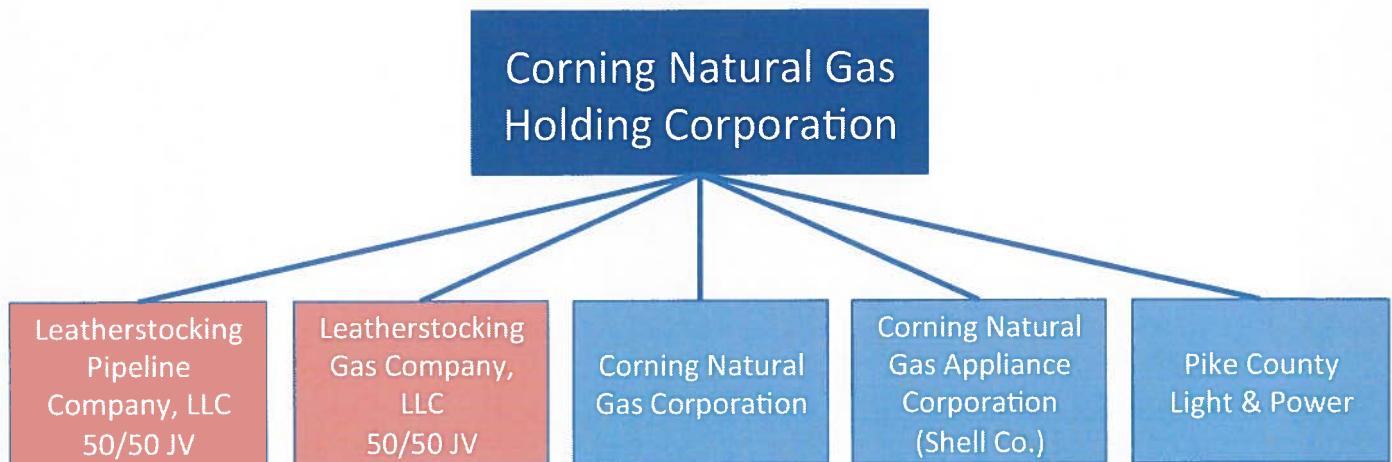 Corning Natural Gas
Holding Corporation
Leatherstocking
Pipeline
Company, LLC
50/50 JV
Leatherstocking
Gas Company,
LLC
50/50 JV
Corning Natural
Gas Corporation
Corning Natural
Gas Appliance
Corporation
(Shell Co.)
Pike County
Light & Power